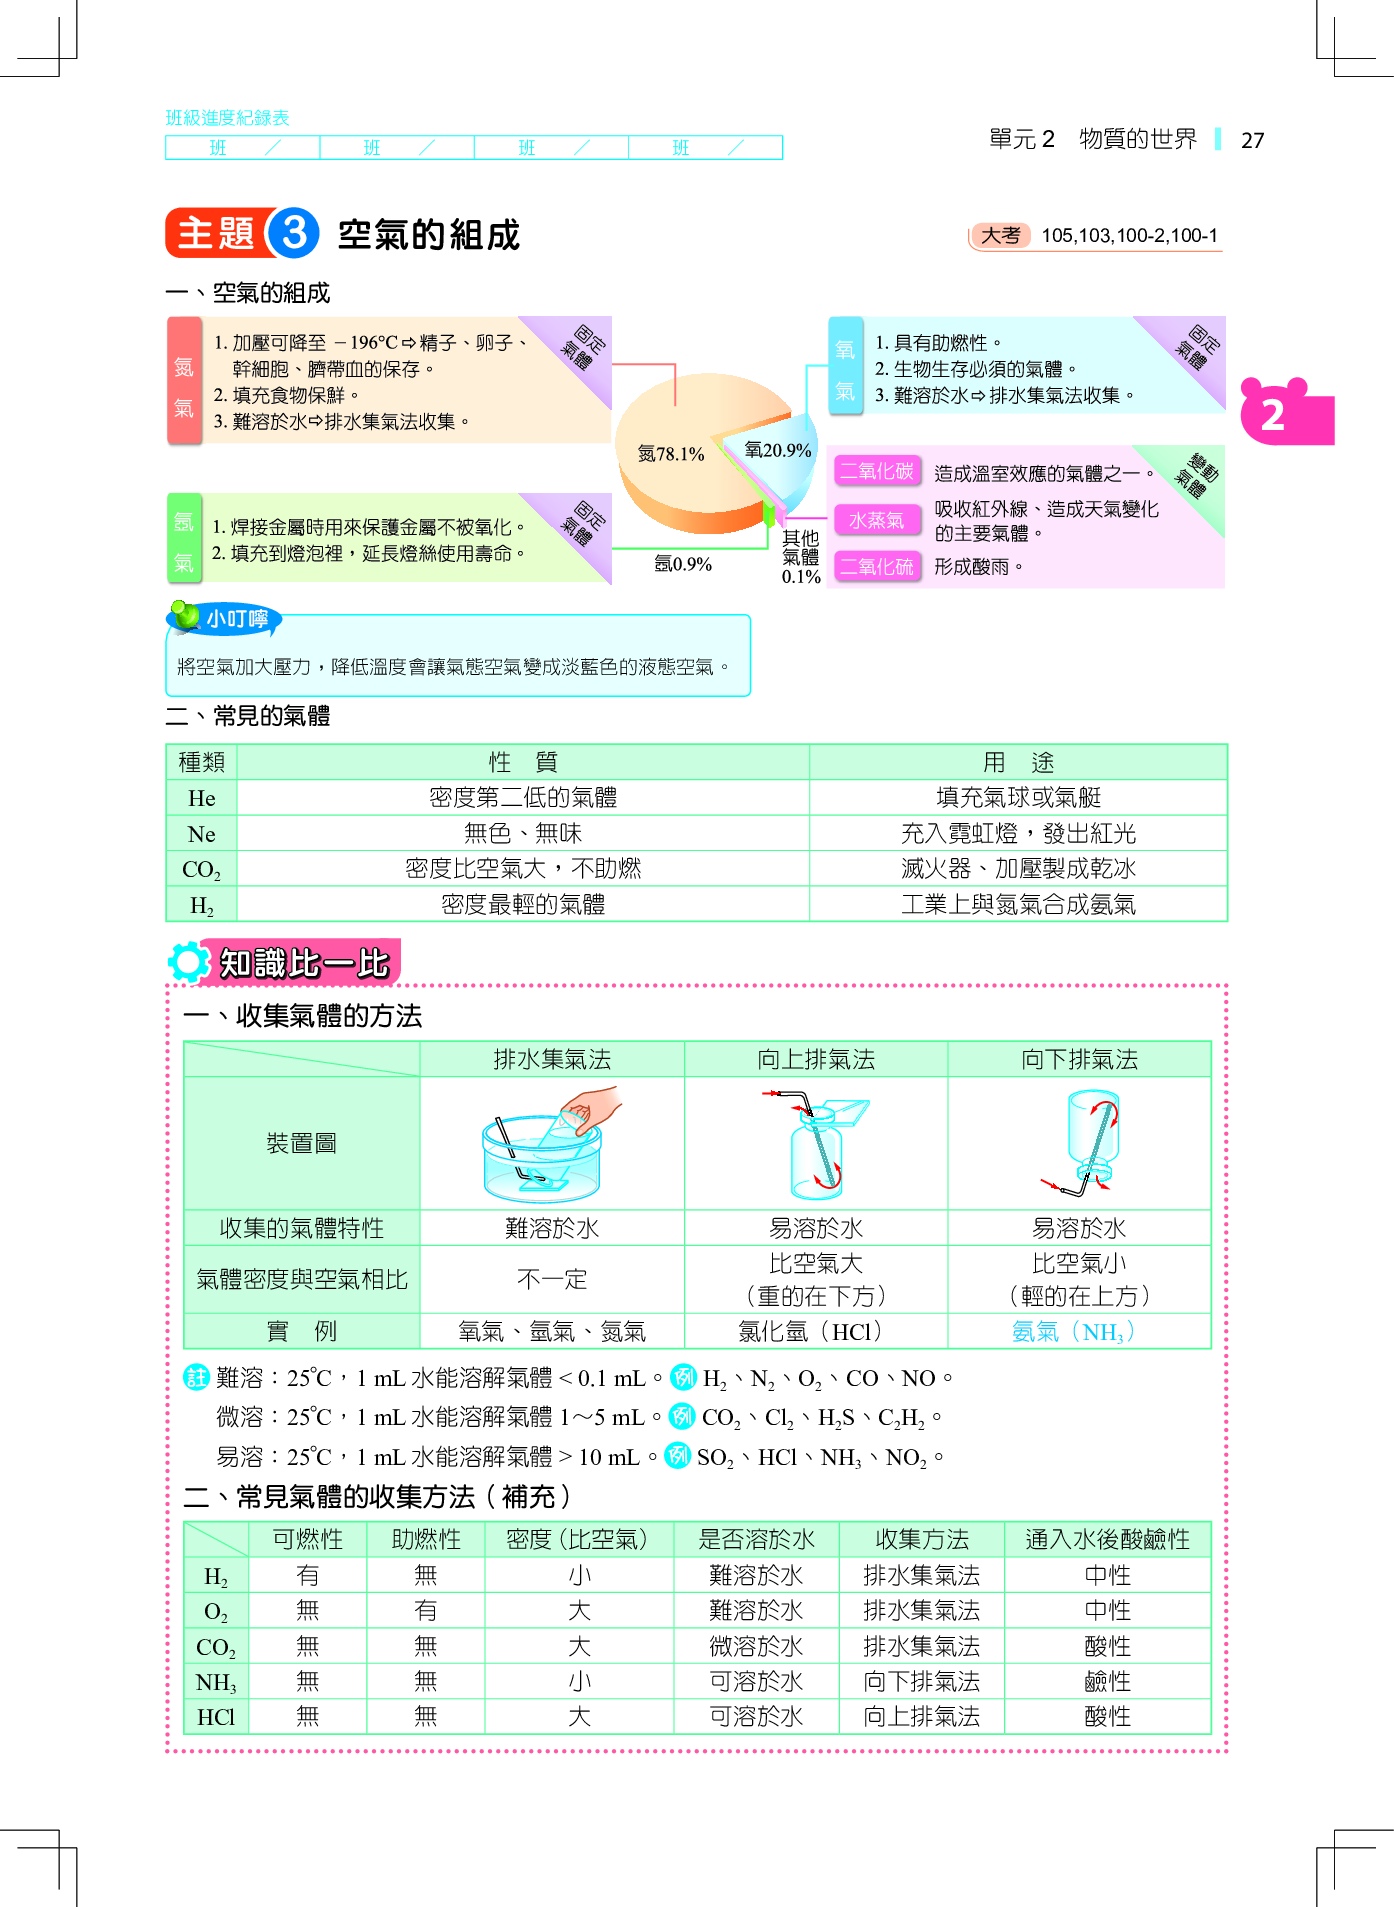 班級進度紀錄表
班 ／ 班 ／ 班 ／ 班 ／
單元 2 物質的世界 27
主題 3 空氣的組成
大考 105,103,100-2,100-1
一、空氣的組成
氮氣
1. 加壓可降至 －196°C⇨精子、卵子、
幹細胞、臍帶血的保存。
2. 填充食物保鮮。
3. 難溶於水⇨排水集氣法收集。
固定
氣體
氧氣
1. 具有助燃性。
2. 生物生存必須的氣體。
3. 難溶於水⇨排水集氣法收集。
固定
氣體
2
氮78.1%
氧20.9%
氬0.9%
其他
氣體
0.1%
氬氣
1. 焊接金屬時用來保護金屬不被氧化。
2. 填充到燈泡裡，延長燈絲使用壽命。
固定
氣體
變動
氣體
二氧化碳 造成溫室效應的氣體之一。
水蒸氣 吸收紅外線、造成天氣變化
的主要氣體。
二氧化硫 形成酸雨。
小叮嚀
將空氣加大壓力，降低溫度會讓氣態空氣變成淡藍色的液態空氣。
二、常見的氣體
種類 性 質 用 途
He 密度第二低的氣體 填充氣球或氣艇
Ne 無色、無味 充入霓虹燈，發出紅光
CO₂ 密度比空氣大，不助燃 滅火器、加壓製成乾冰
H₂ 密度最輕的氣體 工業上與氮氣合成氨氣
知識比一比
一、收集氣體的方法
排水集氣法 向上排氣法 向下排氣法
裝置圖
收集的氣體特性 難溶於水 易溶於水 易溶於水
氣體密度與空氣相比 不一定 比空氣大 比空氣小
（重的在下方） （輕的在上方）
實 例 氧氣、氫氣、氮氣 氯化氫（HCl） 氨氣（NH₃）
註 難溶：25℃，1 mL 水能溶解氣體 < 0.1 mL。例 H₂、N₂、O₂、CO、NO。
微溶：25℃，1 mL 水能溶解氣體 1～5 mL。例 CO₂、Cl₂、H₂S、C₂H₂。
易溶：25℃，1 mL 水能溶解氣體 > 10 mL。例 SO₂、HCl、NH₃、NO₂。
二、常見氣體的收集方法（補充）
可燃性 助燃性 密度（比空氣） 是否溶於水 收集方法 通入水後酸鹼性
H₂ 有 無 小 難溶於水 排水集氣法 中性
O₂ 無 有 大 難溶於水 排水集氣法 中性
CO₂ 無 無 大 微溶於水 排水集氣法 酸性
NH₃ 無 無 小 可溶於水 向下排氣法 鹼性
HCl 無 無 大 可溶於水 向上排氣法 酸性